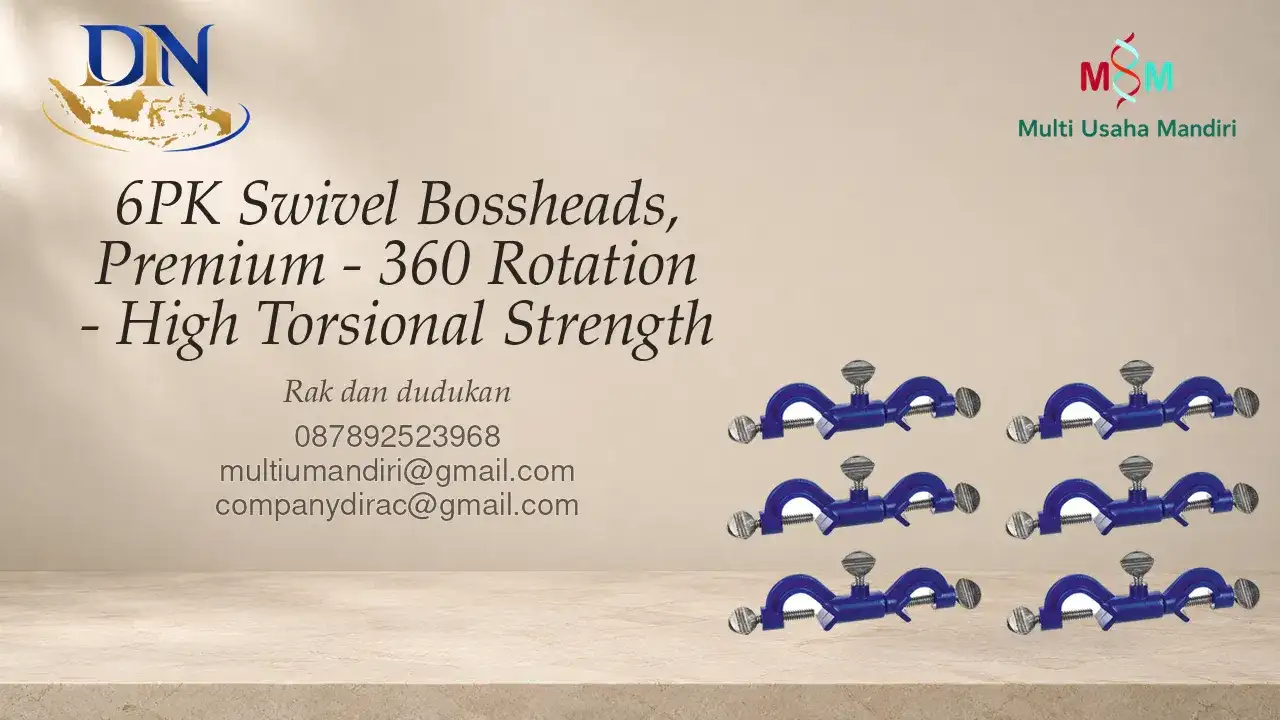 DN
M M
Multi Usaha Mandiri
6PK Swivel Bossheads,
Premium - 360 Rotation
- High Torsional Strength
Rak dan dudukan
087892523968
multiumandiri@gmail.com
companydirac@gmail.com